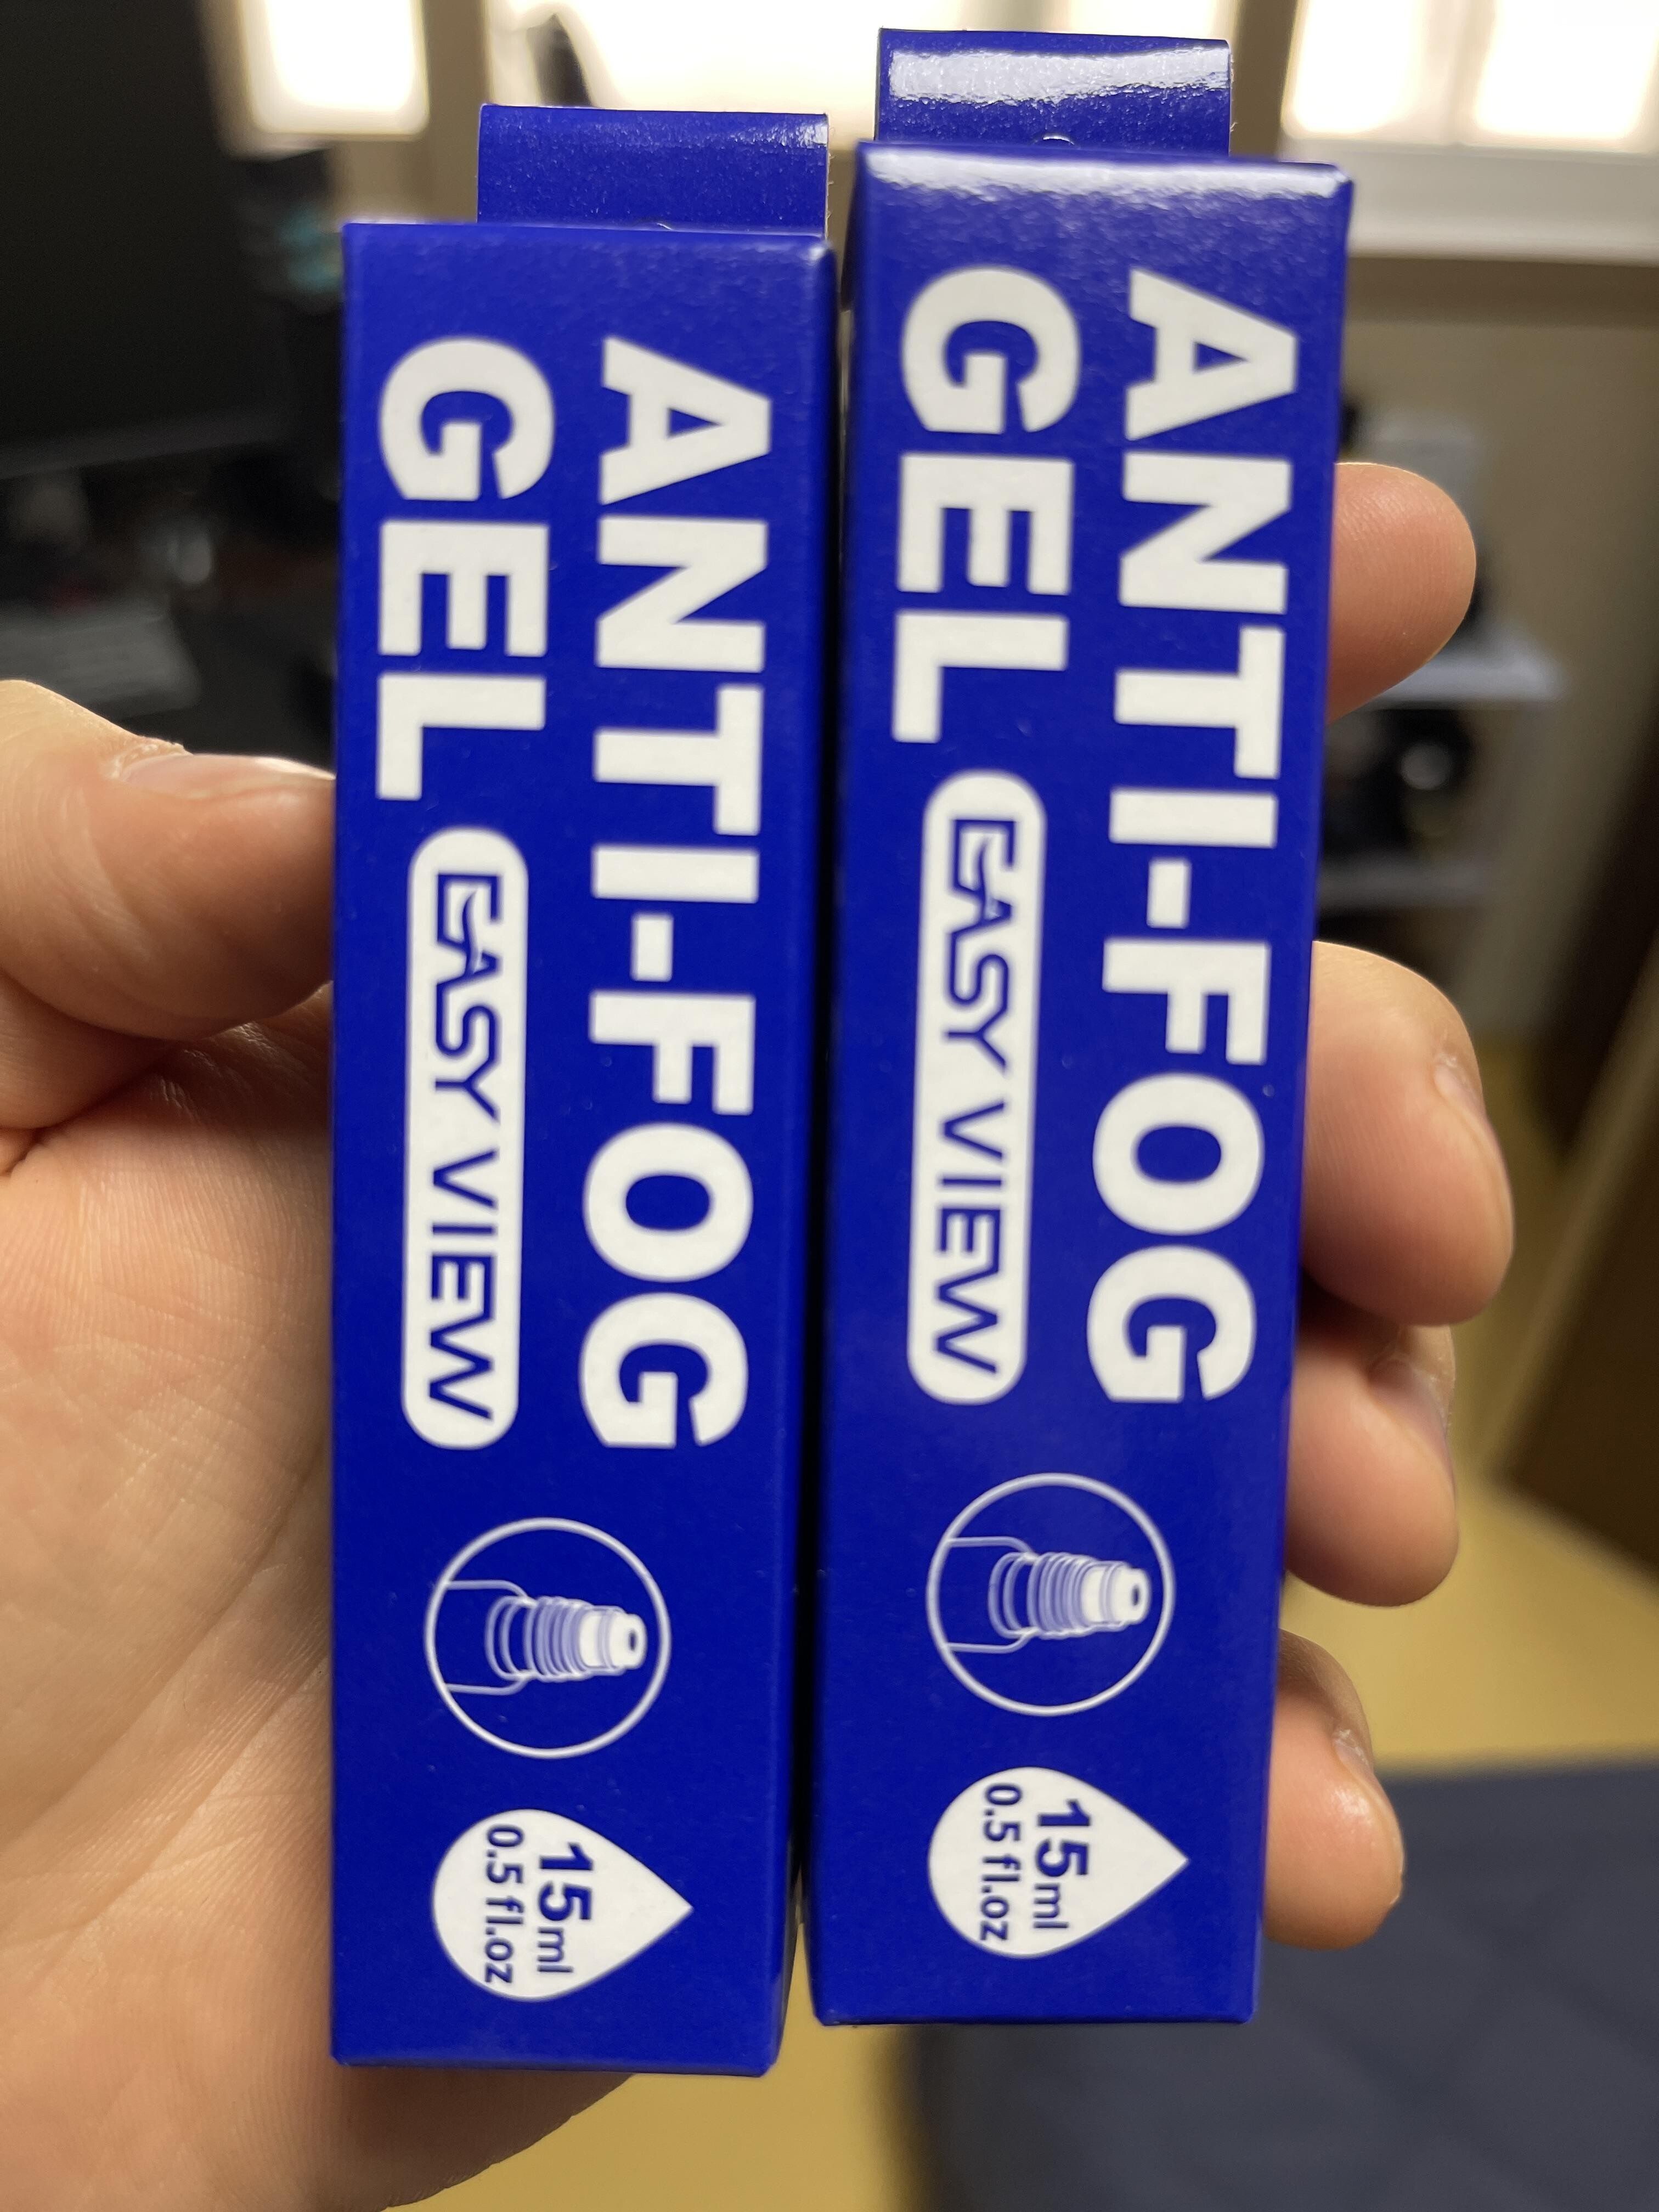 ANTI-FOG
GEL EASY VIEW
15ml
0.5 fl.oz
ANTI-FOG
GEL EASY VIEW
15ml
0.5 fl.oz